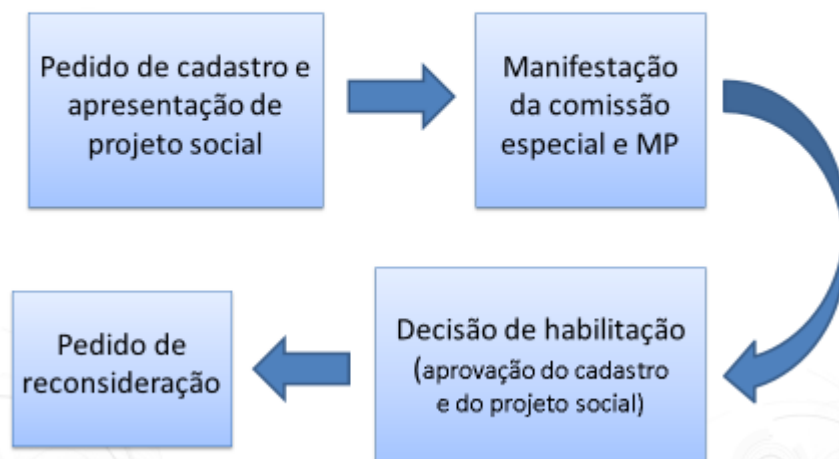 Pedido de cadastro e
apresentação de
projeto social
Manifestação
da comissão
especial e MP
Decisão de habilitação
(aprovação do cadastro
e do projeto social)
Pedido de
reconsideração